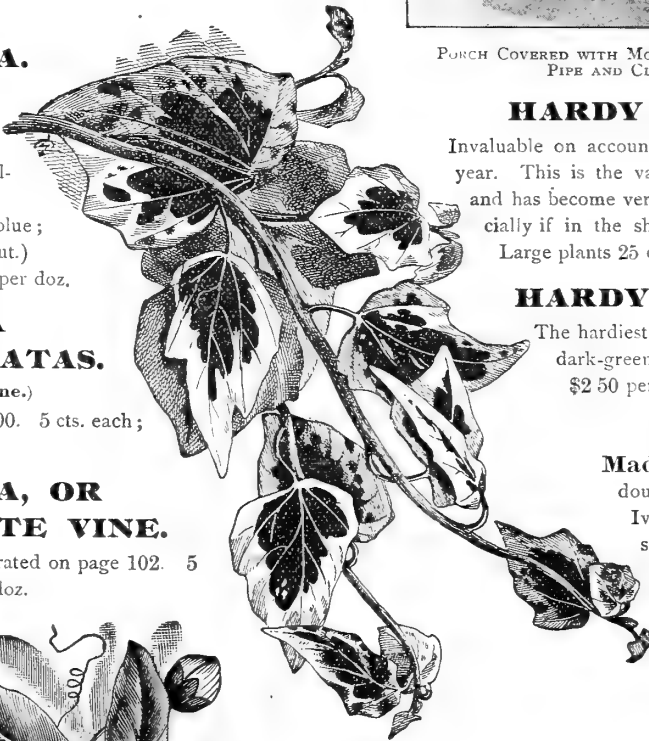 A.
l-
olue;
ut.)
per doz.
A
ATAS.
ne.)
00. 5 cts. each;
A, OR
TE VINE.
rated on page 102. 5
doz.
PORCH COVERED WITH MO
PIPE AND CL
HARDY
Invaluable on accoun
year. This is the va
and has become ver
cially if in the sh
Large plants 25 c
HARDY
The hardiest
dark-green
$2 50 per
Mad
dou
Iv
s